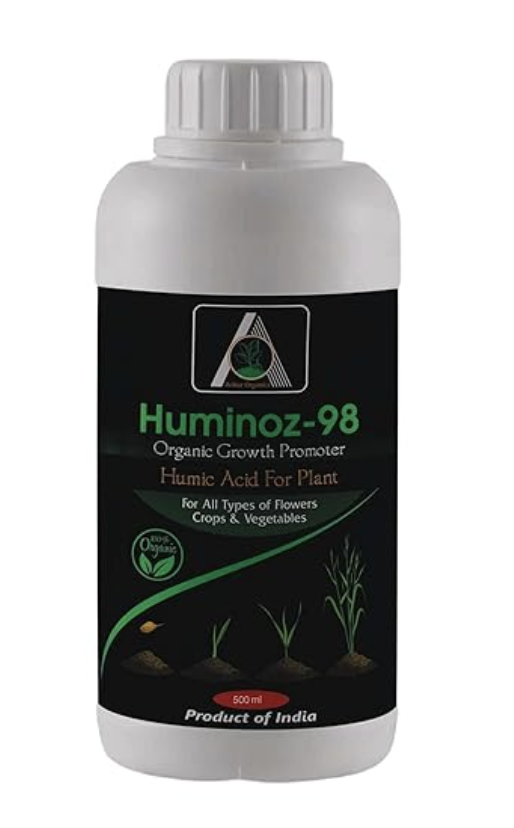 Huminoz-98
Organic Growth Promoter
Humic Acid For Plant
For All Types of Flowers
Crops & Vegetables
100%
Organic
500 ml
Product of India